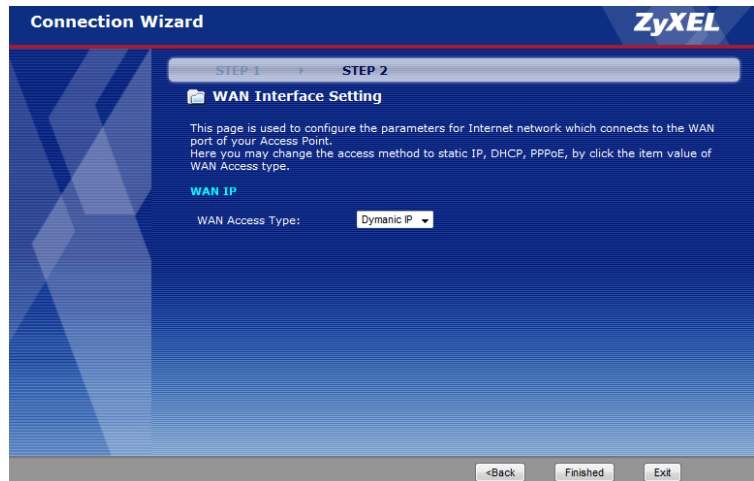 Connection Wizard
ZyXEL
STEP 1
STEP 2
WAN Interface Setting
This page is used to configure the parameters for Internet network which connects to the WAN
port of your Access Point.
Here you may change the access method to static IP, DHCP, PPPoE, by click the item value of
WAN Access type.
WAN IP
WAN Access Type:
Dymanic IP
<Back
Finished
Exit